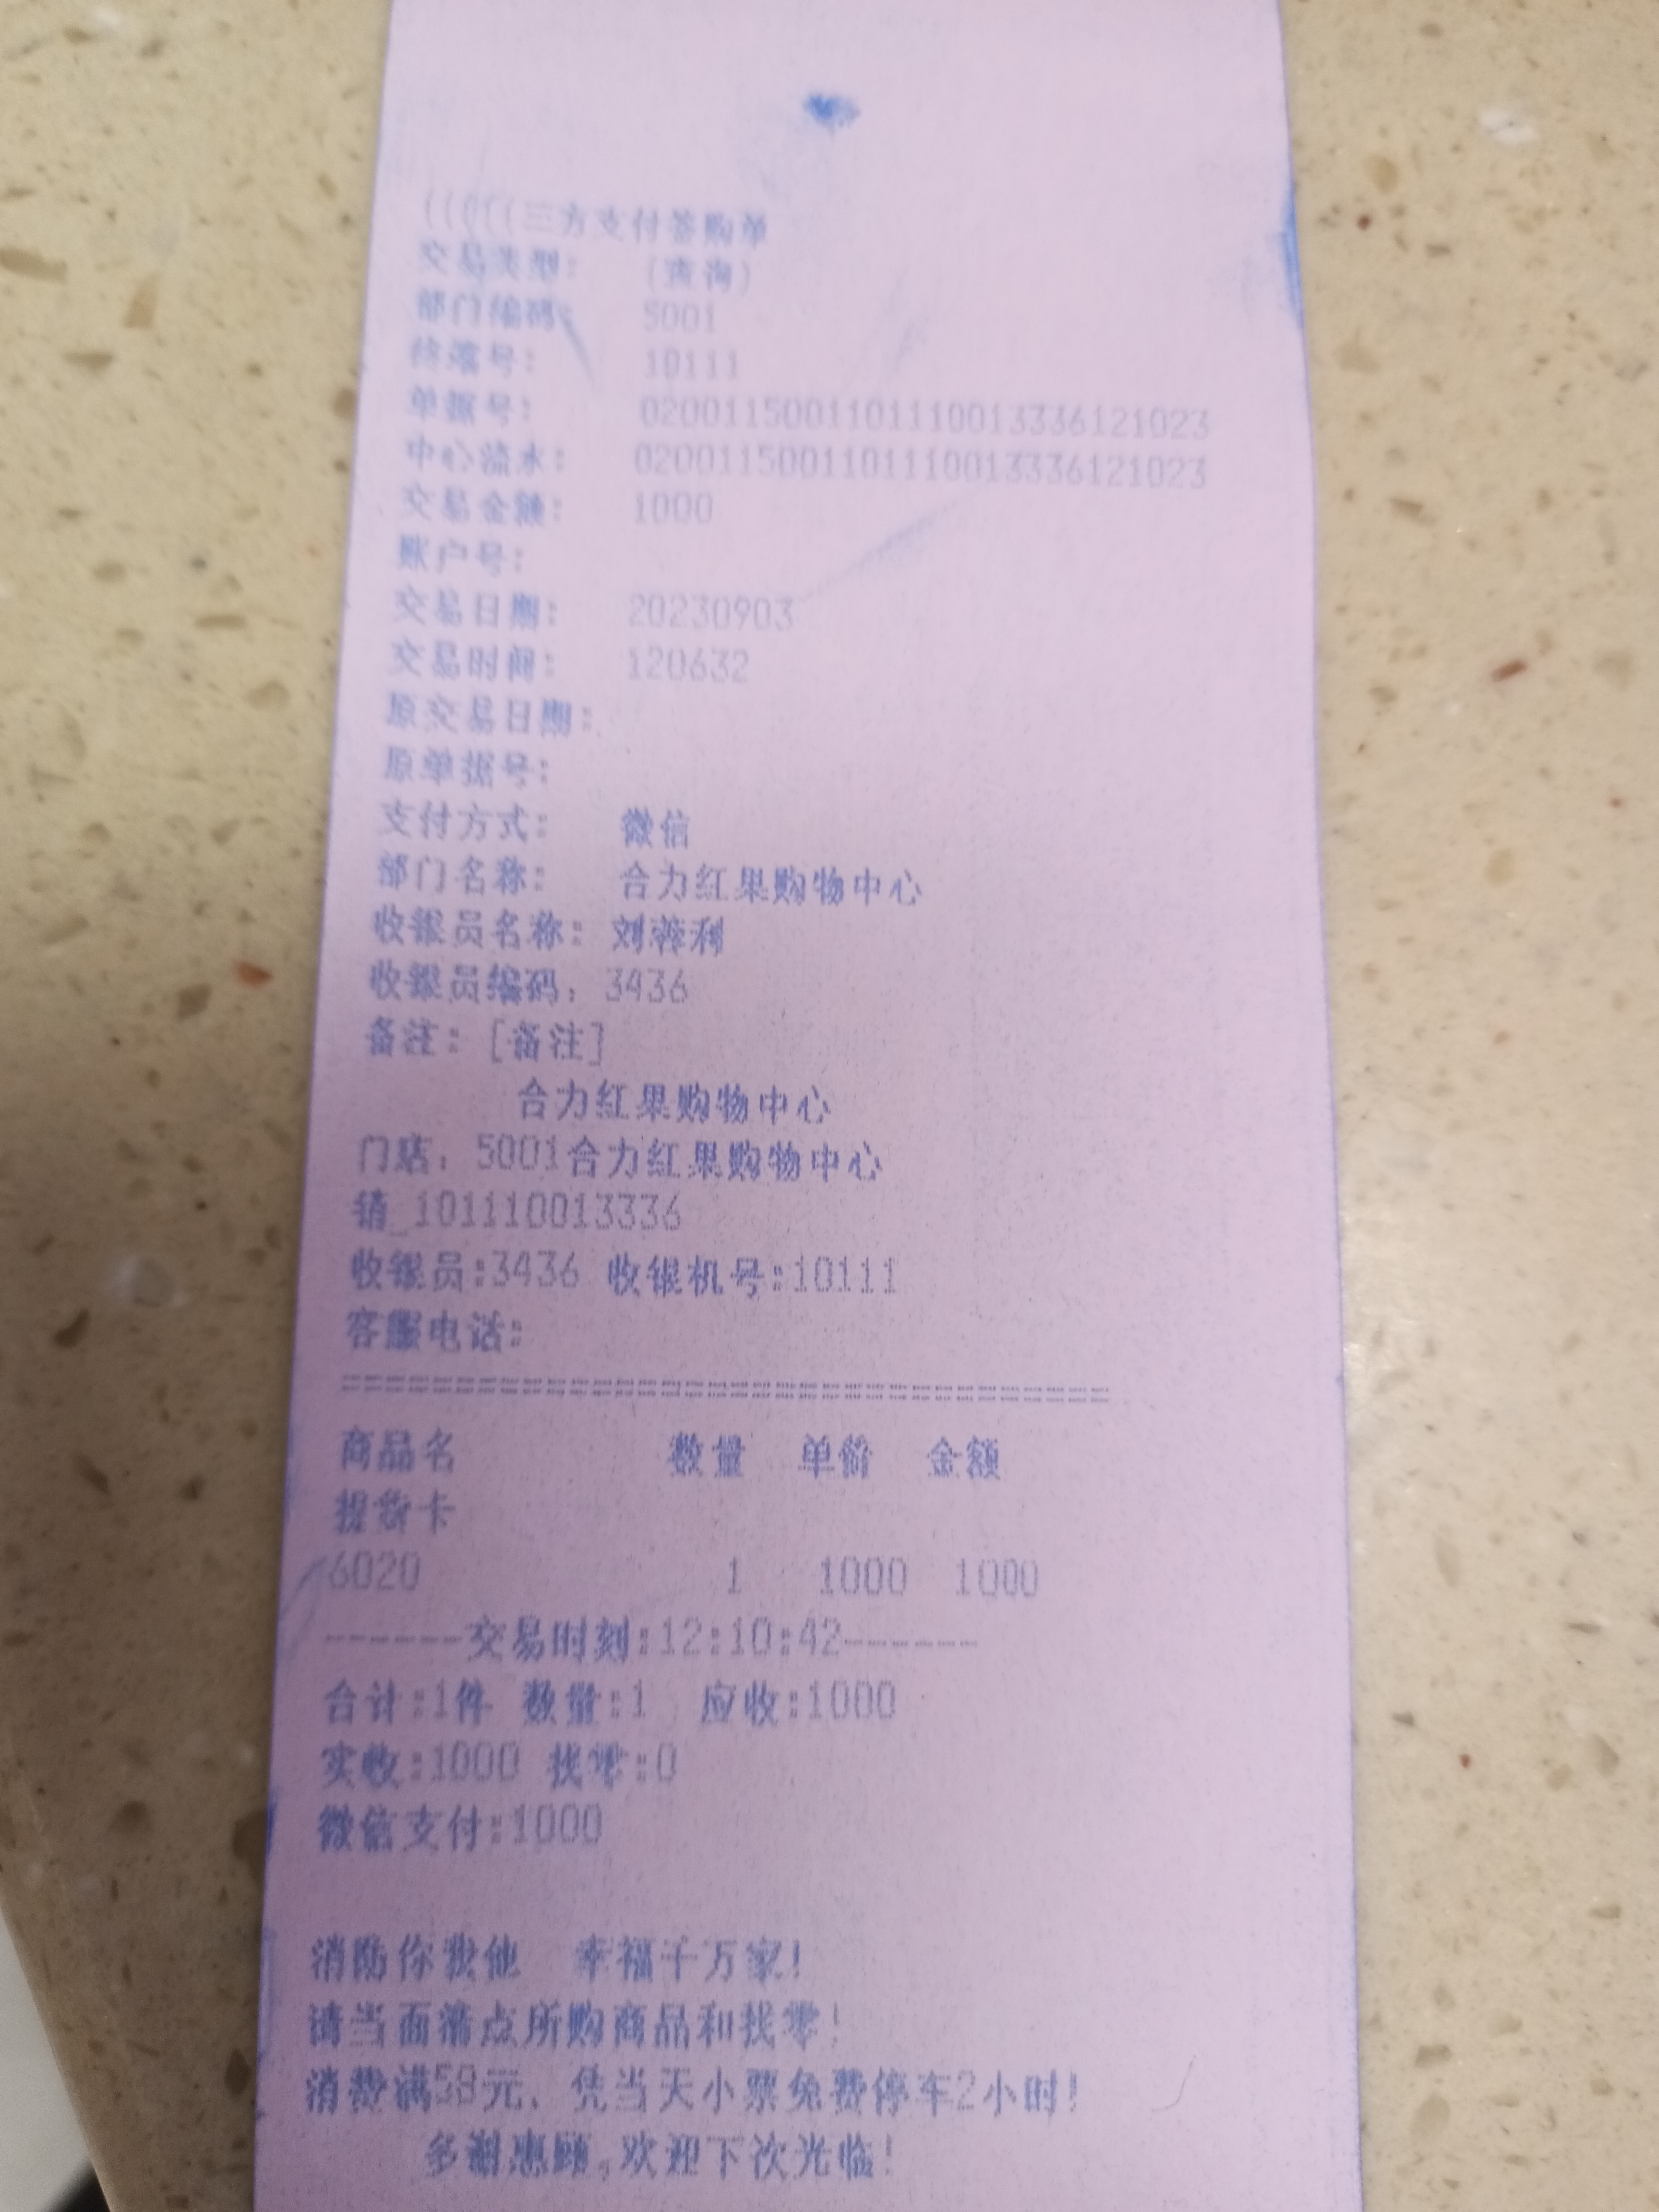 (((((三方支付签购单
交易类型: (查询)
部门编码: 5001
终端号: 10111
单据号: 0200115001101110013336121023
中心流水: 0200115001101110013336121023
交易金额: 1000
账户号:
交易日期: 20230903
交易时间: 120632
原交易日期:
原单据号:
支付方式: 微信
部门名称: 合力红果购物中心
收银员名称: 刘蓉利
收银员编码: 3436
备注: [备注]
合力红果购物中心
门店: 5001合力红果购物中心
销_101110013336
收银员:3436 收银机号:10111
客服电话:
==================================
商品名 数量 单价 金额
提货卡
6020 1 1000 1000
------交易时刻:12:10:42------
合计:1件 数量:1 应收:1000
实收:1000 找零:0
微信支付:1000
消防你我他 幸福千万家!
请当面清点所购商品和找零!
消费满58元、凭当天小票免费停车2小时!
多谢惠顾,欢迎下次光临!